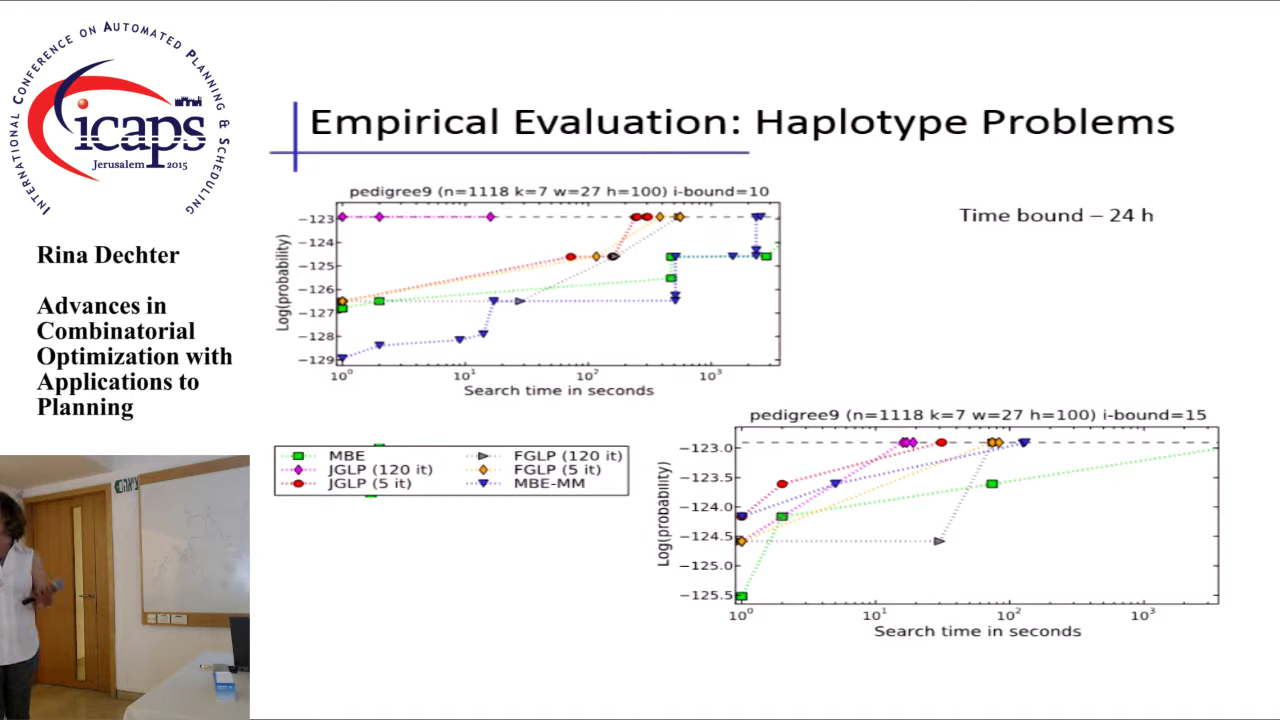 INTERNATIONAL CONFERENCE ON AUTOMATED PLANNING & SCHEDULING
icaps
Jerusalem 2015
Rina Dechter
Advances in
Combinatorial
Optimization with
Applications to
Planning
Empirical Evaluation: Haplotype Problems
Time bound – 24 h
pedigree9 (n=1118 k=7 w=27 h=100) i-bound=10
Log(probability)
−123
−124
−125
−126
−127
−128
−129
10⁰ 10¹ 10² 10³
Search time in seconds
MBE
JGLP (120 it)
JGLP (5 it)
FGLP (120 it)
FGLP (5 it)
MBE-MM
pedigree9 (n=1118 k=7 w=27 h=100) i-bound=15
Log(probability)
−123.0
−123.5
−124.0
−124.5
−125.0
−125.5
10⁰ 10¹ 10² 10³
Search time in seconds